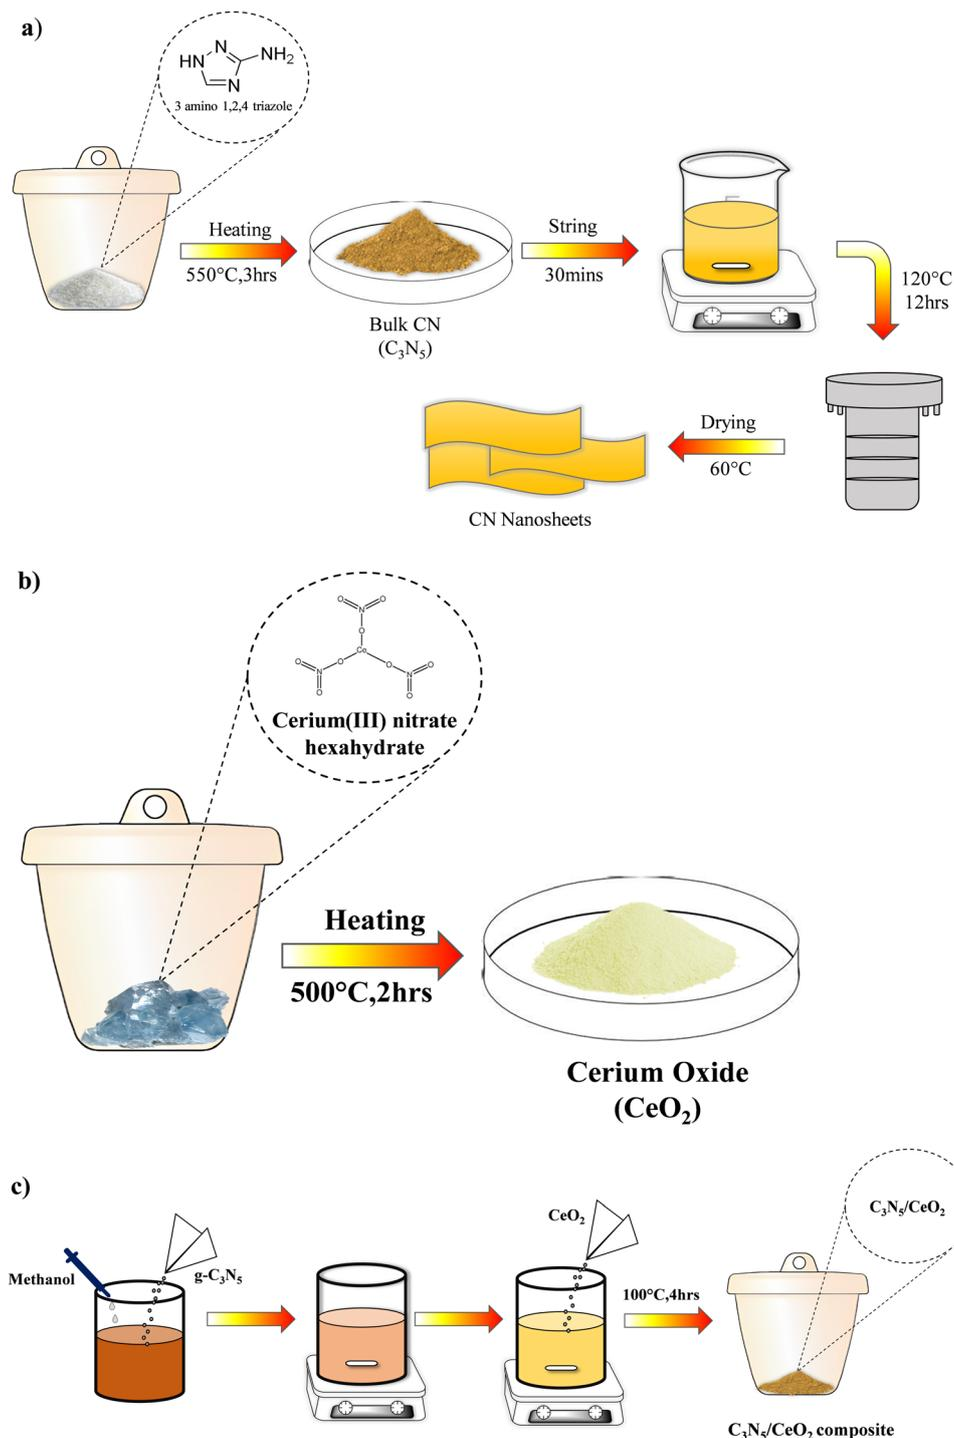 a)
N
HN
NH₂
N
3 amino 1,2,4 triazole
Heating
550°C,3hrs
Bulk CN
(C₃N₅)
String
30mins
120°C
12hrs
Drying
60°C
CN Nanosheets
b)
O
O
N
O
Ce
O
O
N
O
O
O
N
O
Cerium(III) nitrate
hexahydrate
Heating
500°C,2hrs
Cerium Oxide
(CeO₂)
c)
Methanol
g-C₃N₅
CeO₂
100°C,4hrs
C₃N₅/CeO₂
C₃N₅/CeO₂ composite